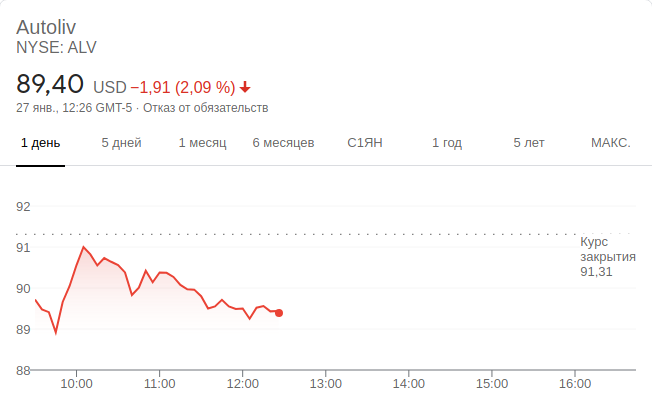 Autoliv
NYSE: ALV
89,40 USD −1,91 (2,09 %)
27 янв., 12:26 GMT-5 · Отказ от обязательств
1 день 5 дней 1 месяц 6 месяцев С1ЯН 1 год 5 лет МАКС.
92
91
90
89
88
Курс
закрытия
91,31
10:00 11:00 12:00 13:00 14:00 15:00 16:00